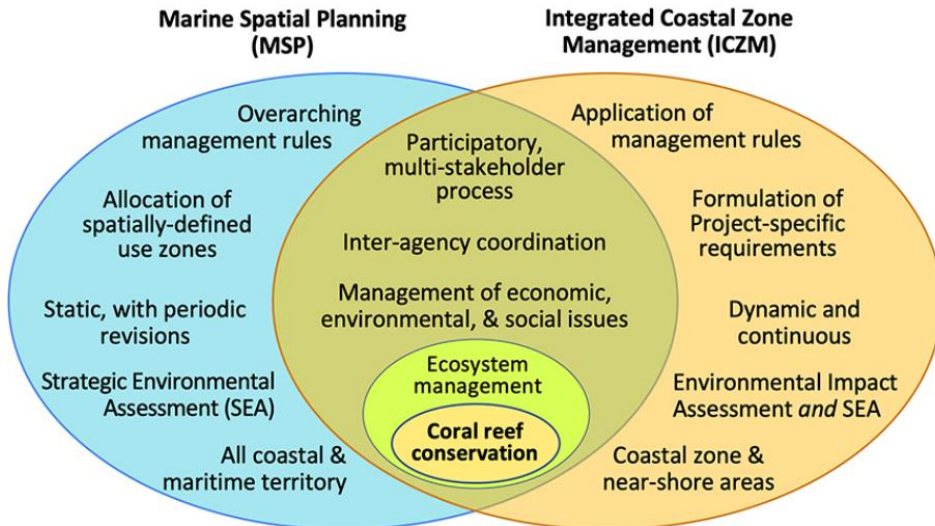 Marine Spatial Planning
(MSP)
Integrated Coastal Zone
Management (ICZM)
Overarching
management rules
Allocation of
spatially-defined
use zones
Static, with periodic
revisions
Strategic Environmental
Assessment (SEA)
All coastal &
maritime territory
Participatory,
multi-stakeholder
process
Inter-agency coordination
Management of economic,
environmental, & social issues
Ecosystem
management
Coral reef
conservation
Application of
management rules
Formulation of
Project-specific
requirements
Dynamic and
continuous
Environmental Impact
Assessment and SEA
Coastal zone &
near-shore areas